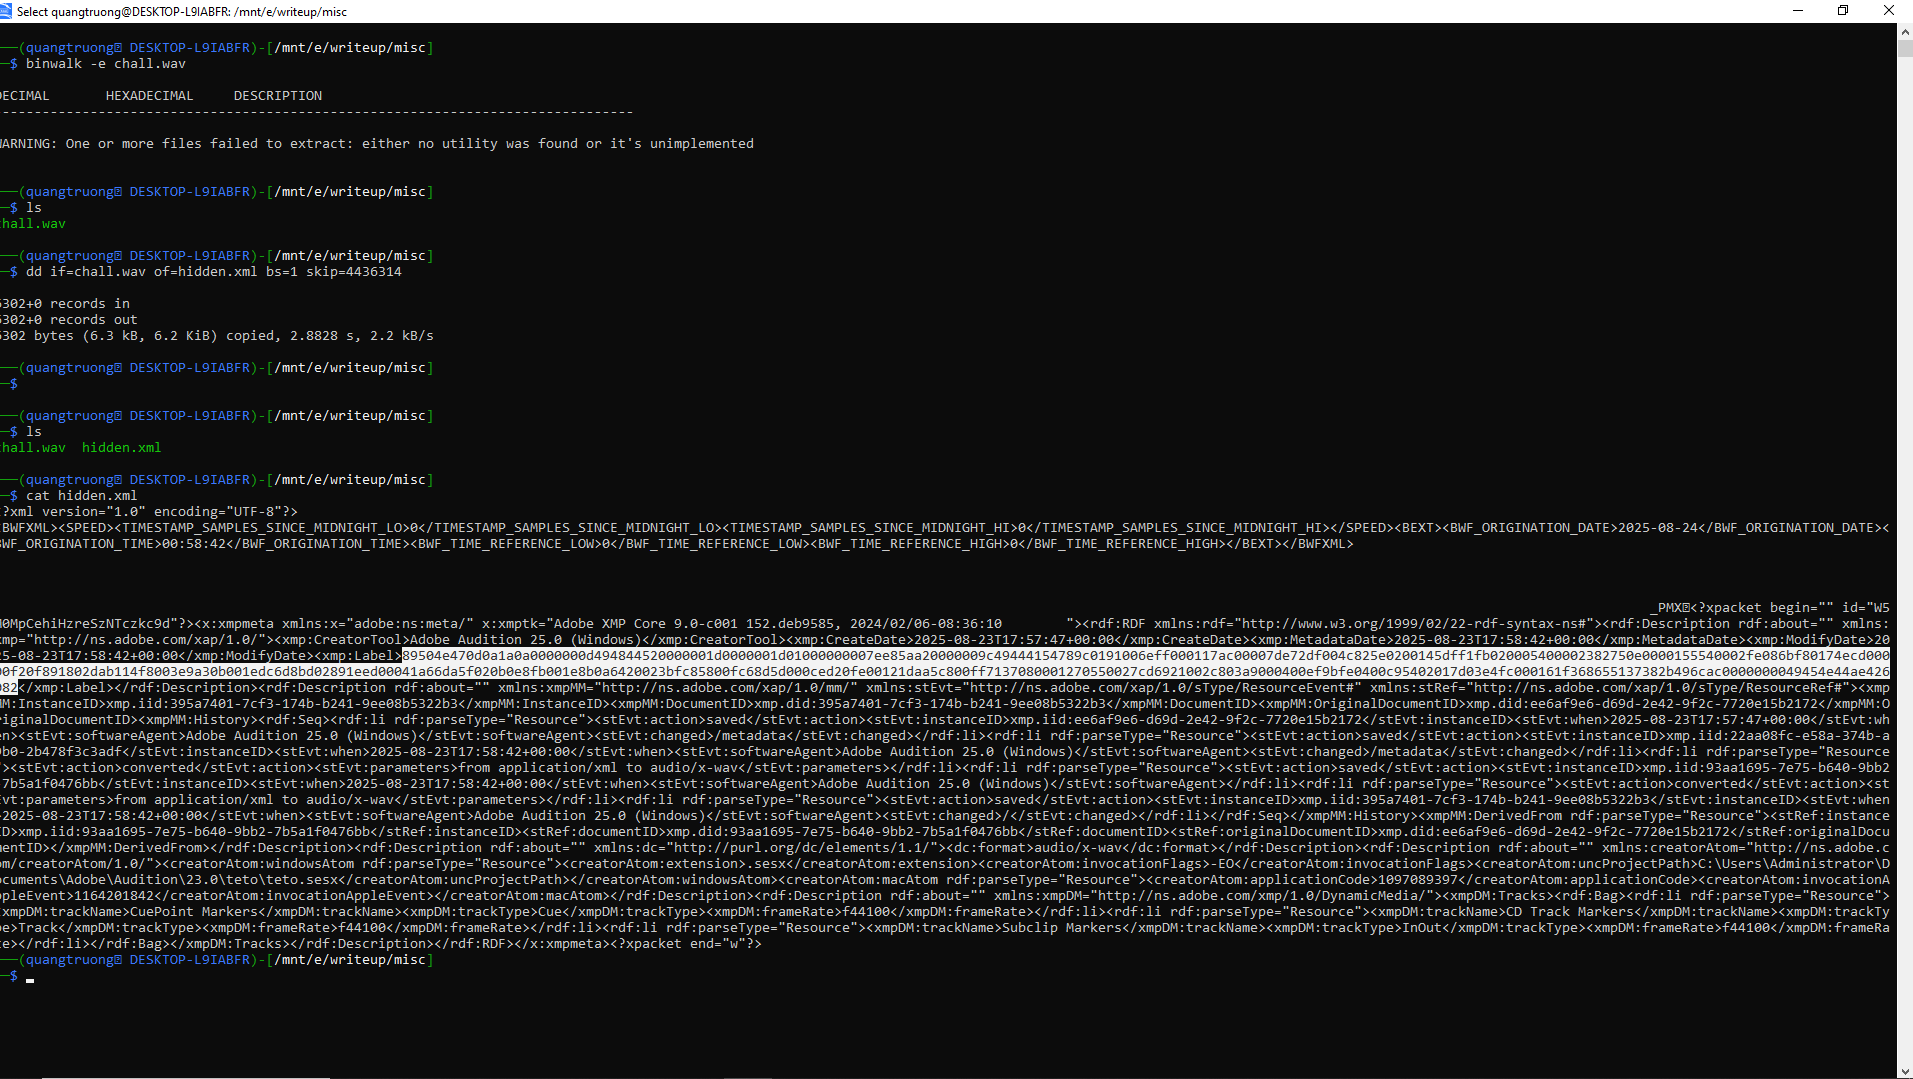 Select quangtruong@DESKTOP-L9IABFR: /mnt/e/writeup/misc
──(quangtruong DESKTOP-L9IABFR)-[/mnt/e/writeup/misc]
─$ binwalk -e chall.wav
DECIMAL       HEXADECIMAL     DESCRIPTION
--------------------------------------------------------------------------------
WARNING: One or more files failed to extract: either no utility was found or it's unimplemented
──(quangtruong DESKTOP-L9IABFR)-[/mnt/e/writeup/misc]
─$ ls
chall.wav
──(quangtruong DESKTOP-L9IABFR)-[/mnt/e/writeup/misc]
─$ dd if=chall.wav of=hidden.xml bs=1 skip=4436314
6302+0 records in
6302+0 records out
6302 bytes (6.3 kB, 6.2 KiB) copied, 2.8828 s, 2.2 kB/s
──(quangtruong DESKTOP-L9IABFR)-[/mnt/e/writeup/misc]
─$
──(quangtruong DESKTOP-L9IABFR)-[/mnt/e/writeup/misc]
─$ ls
chall.wav  hidden.xml
──(quangtruong DESKTOP-L9IABFR)-[/mnt/e/writeup/misc]
─$ cat hidden.xml
<?xml version="1.0" encoding="UTF-8"?>
<BWFXML><SPEED><TIMESTAMP_SAMPLES_SINCE_MIDNIGHT_LO>0</TIMESTAMP_SAMPLES_SINCE_MIDNIGHT_LO><TIMESTAMP_SAMPLES_SINCE_MIDNIGHT_HI>0</TIMESTAMP_SAMPLES_SINCE_MIDNIGHT_HI></SPEED><BEXT><BWF_ORIGINATION_DATE>2025-08-24</BWF_ORIGINATION_DATE><
BWF_ORIGINATION_TIME>00:58:42</BWF_ORIGINATION_TIME><BWF_TIME_REFERENCE_LOW>0</BWF_TIME_REFERENCE_LOW><BWF_TIME_REFERENCE_HIGH>0</BWF_TIME_REFERENCE_HIGH></BEXT></BWFXML>
_PMX<?xpacket begin="" id="W5
M0MpCehiHzreSzNTczkc9d"?><x:xmpmeta xmlns:x="adobe:ns:meta/" x:xmptk="Adobe XMP Core 9.0-c001 152.deb9585, 2024/02/06-08:36:10        "><rdf:RDF xmlns:rdf="http://www.w3.org/1999/02/22-rdf-syntax-ns#"><rdf:Description rdf:about="" xmlns:
xmp="http://ns.adobe.com/xap/1.0/"><xmp:CreatorTool>Adobe Audition 25.0 (Windows)</xmp:CreatorTool><xmp:CreateDate>2025-08-23T17:57:47+00:00</xmp:CreateDate><xmp:MetadataDate>2025-08-23T17:58:42+00:00</xmp:MetadataDate><xmp:ModifyDate>20
25-08-23T17:58:42+00:00</xmp:ModifyDate><xmp:Label>89504e470d0a1a0a0000000d494844520000001d0000001d01000000007ee85aa20000009c49444154789c0191006eff000117ac00007de72df004c825e0200145dff1fb020005400002382750e0000155540002fe086bf80174ecd000
00f20f891802dab114f8003e9a30b001edc6d8bd02891eed00041a66da5f020b0e8fb001e8b0a6420023bfc85800fc68d5d000ced20fe00121daa5c800ff7137080001270550027cd6921002c803a9000400ef9bfe0400c95402017d03e4fc000161f368655137382b496cac0000000049454e44ae426
082</xmp:Label></rdf:Description><rdf:Description rdf:about="" xmlns:xmpMM="http://ns.adobe.com/xap/1.0/mm/" xmlns:stEvt="http://ns.adobe.com/xap/1.0/sType/ResourceEvent#" xmlns:stRef="http://ns.adobe.com/xap/1.0/sType/ResourceRef#"><xmp
MM:InstanceID>xmp.iid:395a7401-7cf3-174b-b241-9ee08b5322b3</xmpMM:InstanceID><xmpMM:DocumentID>xmp.did:395a7401-7cf3-174b-b241-9ee08b5322b3</xmpMM:DocumentID><xmpMM:OriginalDocumentID>xmp.did:ee6af9e6-d69d-2e42-9f2c-7720e15b2172</xmpMM:O
riginalDocumentID><xmpMM:History><rdf:Seq><rdf:li rdf:parseType="Resource"><stEvt:action>saved</stEvt:action><stEvt:instanceID>xmp.iid:ee6af9e6-d69d-2e42-9f2c-7720e15b2172</stEvt:instanceID><stEvt:when>2025-08-23T17:57:47+00:00</stEvt:wh
en><stEvt:softwareAgent>Adobe Audition 25.0 (Windows)</stEvt:softwareAgent><stEvt:changed>/metadata</stEvt:changed></rdf:li><rdf:li rdf:parseType="Resource"><stEvt:action>saved</stEvt:action><stEvt:instanceID>xmp.iid:22aa08fc-e58a-374b-a
9b0-2b478f3c3adf</stEvt:instanceID><stEvt:when>2025-08-23T17:58:42+00:00</stEvt:when><stEvt:softwareAgent>Adobe Audition 25.0 (Windows)</stEvt:softwareAgent><stEvt:changed>/metadata</stEvt:changed></rdf:li><rdf:li rdf:parseType="Resource
"><stEvt:action>converted</stEvt:action><stEvt:parameters>from application/xml to audio/x-wav</stEvt:parameters></rdf:li><rdf:li rdf:parseType="Resource"><stEvt:action>saved</stEvt:action><stEvt:instanceID>xmp.iid:93aa1695-7e75-b640-9bb2
-7b5a1f0476bb</stEvt:instanceID><stEvt:when>2025-08-23T17:58:42+00:00</stEvt:when><stEvt:softwareAgent>Adobe Audition 25.0 (Windows)</stEvt:softwareAgent><stEvt:changed>/</stEvt:changed></rdf:li><rdf:li rdf:parseType="Resource"><stEvt:action>converted</stEvt:action><st
Evt:parameters>from application/xml to audio/x-wav</stEvt:parameters></rdf:li><rdf:li rdf:parseType="Resource"><stEvt:action>saved</stEvt:action><stEvt:instanceID>xmp.iid:395a7401-7cf3-174b-b241-9ee08b5322b3</stEvt:instanceID><stEvt:when
>2025-08-23T17:58:42+00:00</stEvt:when><stEvt:softwareAgent>Adobe Audition 25.0 (Windows)</stEvt:softwareAgent><stEvt:changed>/</stEvt:changed></rdf:li></rdf:Seq></xmpMM:History><xmpMM:DerivedFrom rdf:parseType="Resource"><stRef:instance
ID>xmp.iid:93aa1695-7e75-b640-9bb2-7b5a1f0476bb</stRef:instanceID><stRef:documentID>xmp.did:93aa1695-7e75-b640-9bb2-7b5a1f0476bb</stRef:documentID><stRef:originalDocumentID>xmp.did:ee6af9e6-d69d-2e42-9f2c-7720e15b2172</stRef:originalDocu
mentID></xmpMM:DerivedFrom></rdf:Description><rdf:Description rdf:about="" xmlns:dc="http://purl.org/dc/elements/1.1/"><dc:format>audio/x-wav</dc:format></rdf:Description><rdf:Description rdf:about="" xmlns:creatorAtom="http://ns.adobe.c
om/creatorAtom/1.0/"><creatorAtom:windowsAtom rdf:parseType="Resource"><creatorAtom:extension>.sesx</creatorAtom:extension><creatorAtom:invocationFlags>-EO</creatorAtom:invocationFlags><creatorAtom:uncProjectPath>C:\Users\Administrator\D
ocuments\Adobe\Audition\23.0\teto\teto.sesx</creatorAtom:uncProjectPath></creatorAtom:windowsAtom><creatorAtom:macAtom rdf:parseType="Resource"><creatorAtom:applicationCode>1097089397</creatorAtom:applicationCode><creatorAtom:invocationA
ppleEvent>1164201842</creatorAtom:invocationAppleEvent></creatorAtom:macAtom></rdf:Description><rdf:Description rdf:about="" xmlns:xmpDM="http://ns.adobe.com/xmp/1.0/DynamicMedia/"><xmpDM:Tracks><rdf:Bag><rdf:li rdf:parseType="Resource">
<xmpDM:trackName>CuePoint Markers</xmpDM:trackName><xmpDM:trackType>Cue</xmpDM:trackType><xmpDM:frameRate>f44100</xmpDM:frameRate></rdf:li><rdf:li rdf:parseType="Resource"><xmpDM:trackName>CD Track Markers</xmpDM:trackName><xmpDM:trackTy
pe>Track</xmpDM:trackType><xmpDM:frameRate>f44100</xmpDM:frameRate></rdf:li><rdf:li rdf:parseType="Resource"><xmpDM:trackName>Subclip Markers</xmpDM:trackName><xmpDM:trackType>InOut</xmpDM:trackType><xmpDM:frameRate>f44100</xmpDM:frameRa
te></rdf:li></rdf:Bag></xmpDM:Tracks></rdf:Description></rdf:RDF></x:xmpmeta><?xpacket end="w"?>
──(quangtruong DESKTOP-L9IABFR)-[/mnt/e/writeup/misc]
─$